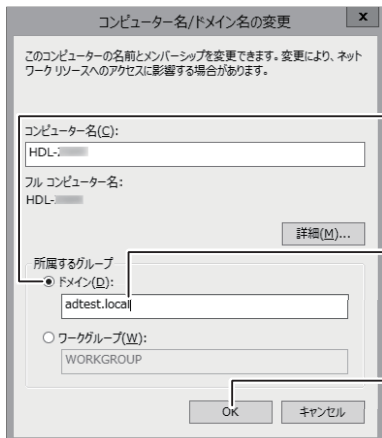 コンピューター名/ドメイン名の変更
x
このコンピューターの名前とメンバーシップを変更できます。変更により、ネット
ワーク リソースへのアクセスに影響する場合があります。
コンピューター名(C):
HDL-
フル コンピューター名:
HDL-
詳細(M)...
所属するグループ
ドメイン(D):
adtest.local
ワークグループ(W):
WORKGROUP
OK
キャンセル